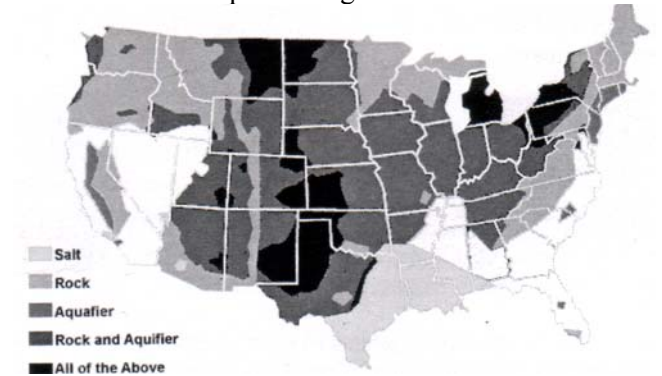 Salt
Rock
Aquafier
Rock and Aquifier
All of the Above